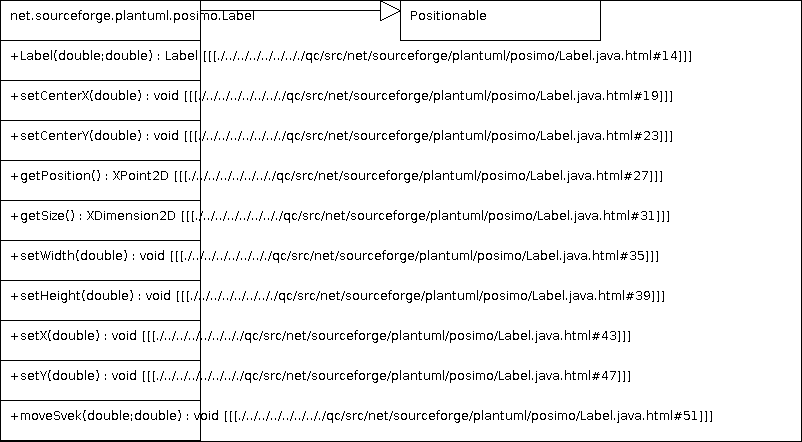 net.sourceforge.plantuml.posimo.Label
Positionable
+Label(double;double) : Label [[[./../../../../../../../qc/src/net/sourceforge/plantuml/posimo/Label.java.html#14]]]
+setCenterX(double) : void [[[./../../../../../../../qc/src/net/sourceforge/plantuml/posimo/Label.java.html#19]]]
+setCenterY(double) : void [[[./../../../../../../../qc/src/net/sourceforge/plantuml/posimo/Label.java.html#23]]]
+getPosition() : XPoint2D [[[./../../../../../../../qc/src/net/sourceforge/plantuml/posimo/Label.java.html#27]]]
+getSize() : XDimension2D [[[./../../../../../../../qc/src/net/sourceforge/plantuml/posimo/Label.java.html#31]]]
+setWidth(double) : void [[[./../../../../../../../qc/src/net/sourceforge/plantuml/posimo/Label.java.html#35]]]
+setHeight(double) : void [[[./../../../../../../../qc/src/net/sourceforge/plantuml/posimo/Label.java.html#39]]]
+setX(double) : void [[[./../../../../../../../qc/src/net/sourceforge/plantuml/posimo/Label.java.html#43]]]
+setY(double) : void [[[./../../../../../../../qc/src/net/sourceforge/plantuml/posimo/Label.java.html#47]]]
+moveSvek(double;double) : void [[[./../../../../../../../qc/src/net/sourceforge/plantuml/posimo/Label.java.html#51]]]